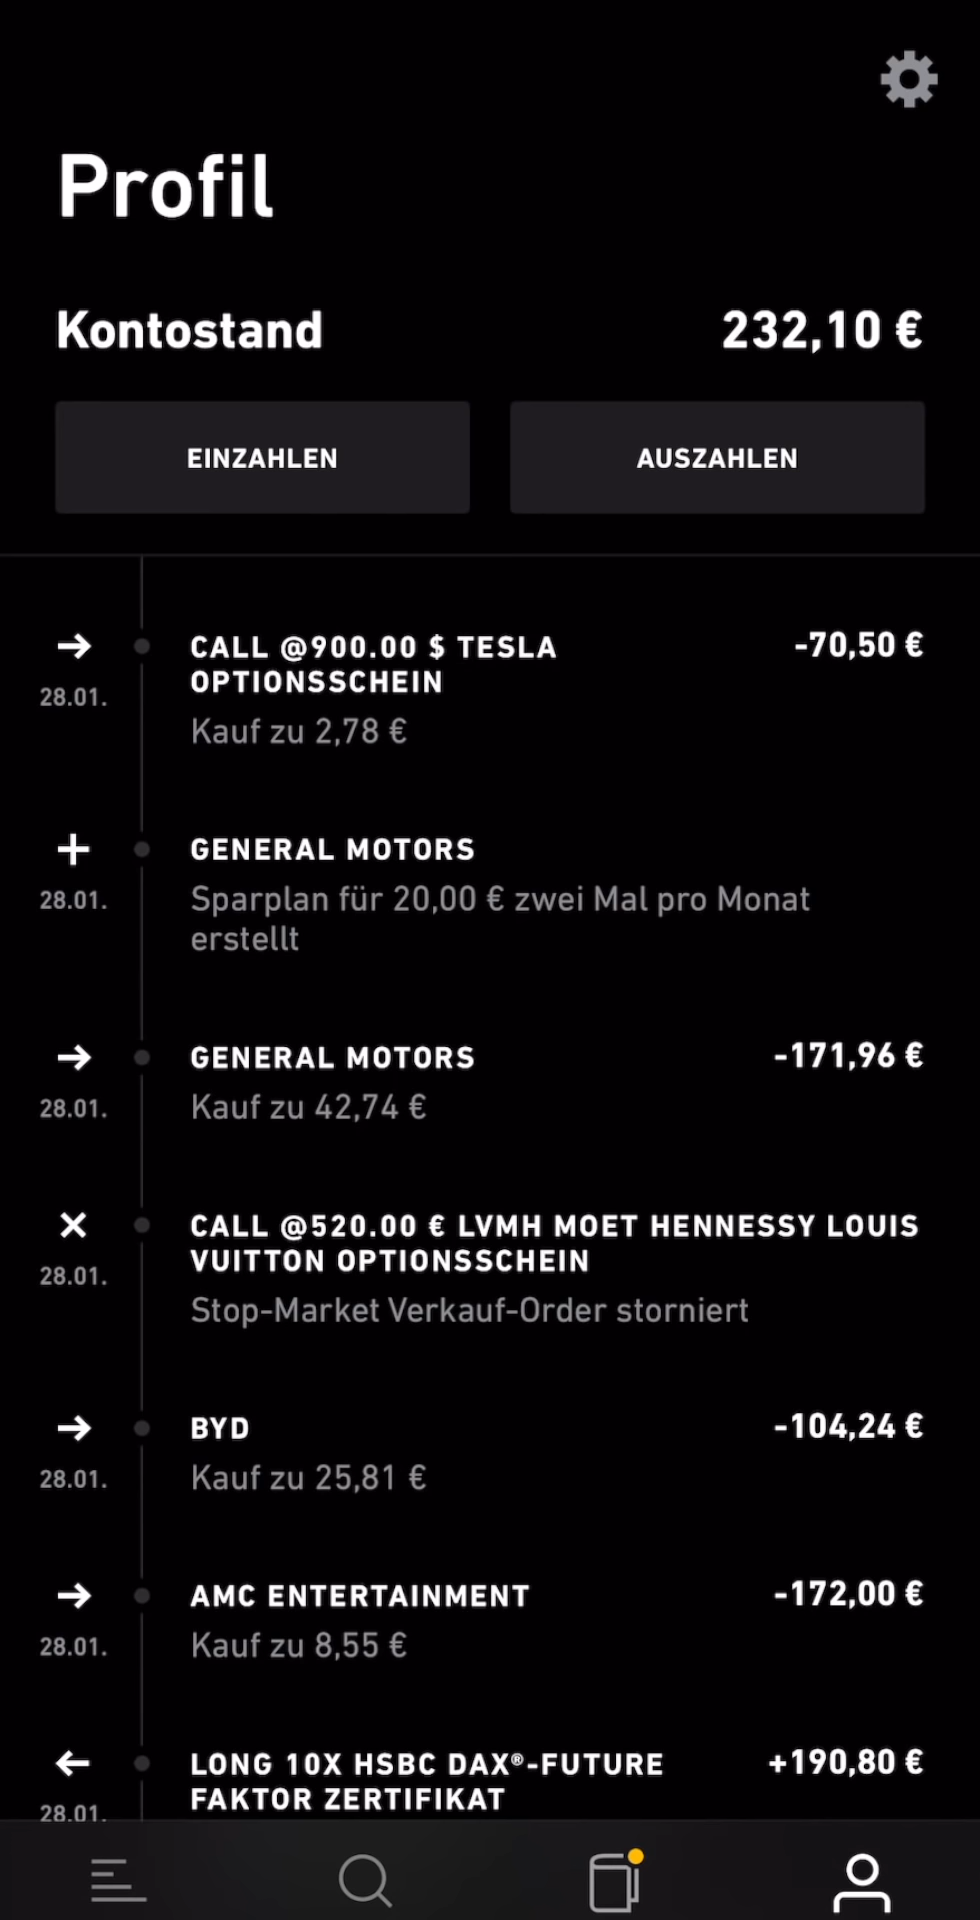 Profil
Kontostand 232,10 €
EINZAHLEN AUSZAHLEN
CALL @900.00 $ TESLA -70,50 €
OPTIONSSCHEIN
28.01.
Kauf zu 2,78 €
GENERAL MOTORS
28.01. Sparplan für 20,00 € zwei Mal pro Monat
erstellt
GENERAL MOTORS -171,96 €
28.01. Kauf zu 42,74 €
CALL @520.00 € LVMH MOET HENNESSY LOUIS
VUITTON OPTIONSSCHEIN
28.01.
Stop-Market Verkauf-Order storniert
BYD -104,24 €
28.01. Kauf zu 25,81 €
AMC ENTERTAINMENT -172,00 €
28.01. Kauf zu 8,55 €
LONG 10X HSBC DAX®-FUTURE +190,80 €
FAKTOR ZERTIFIKAT
28.01.